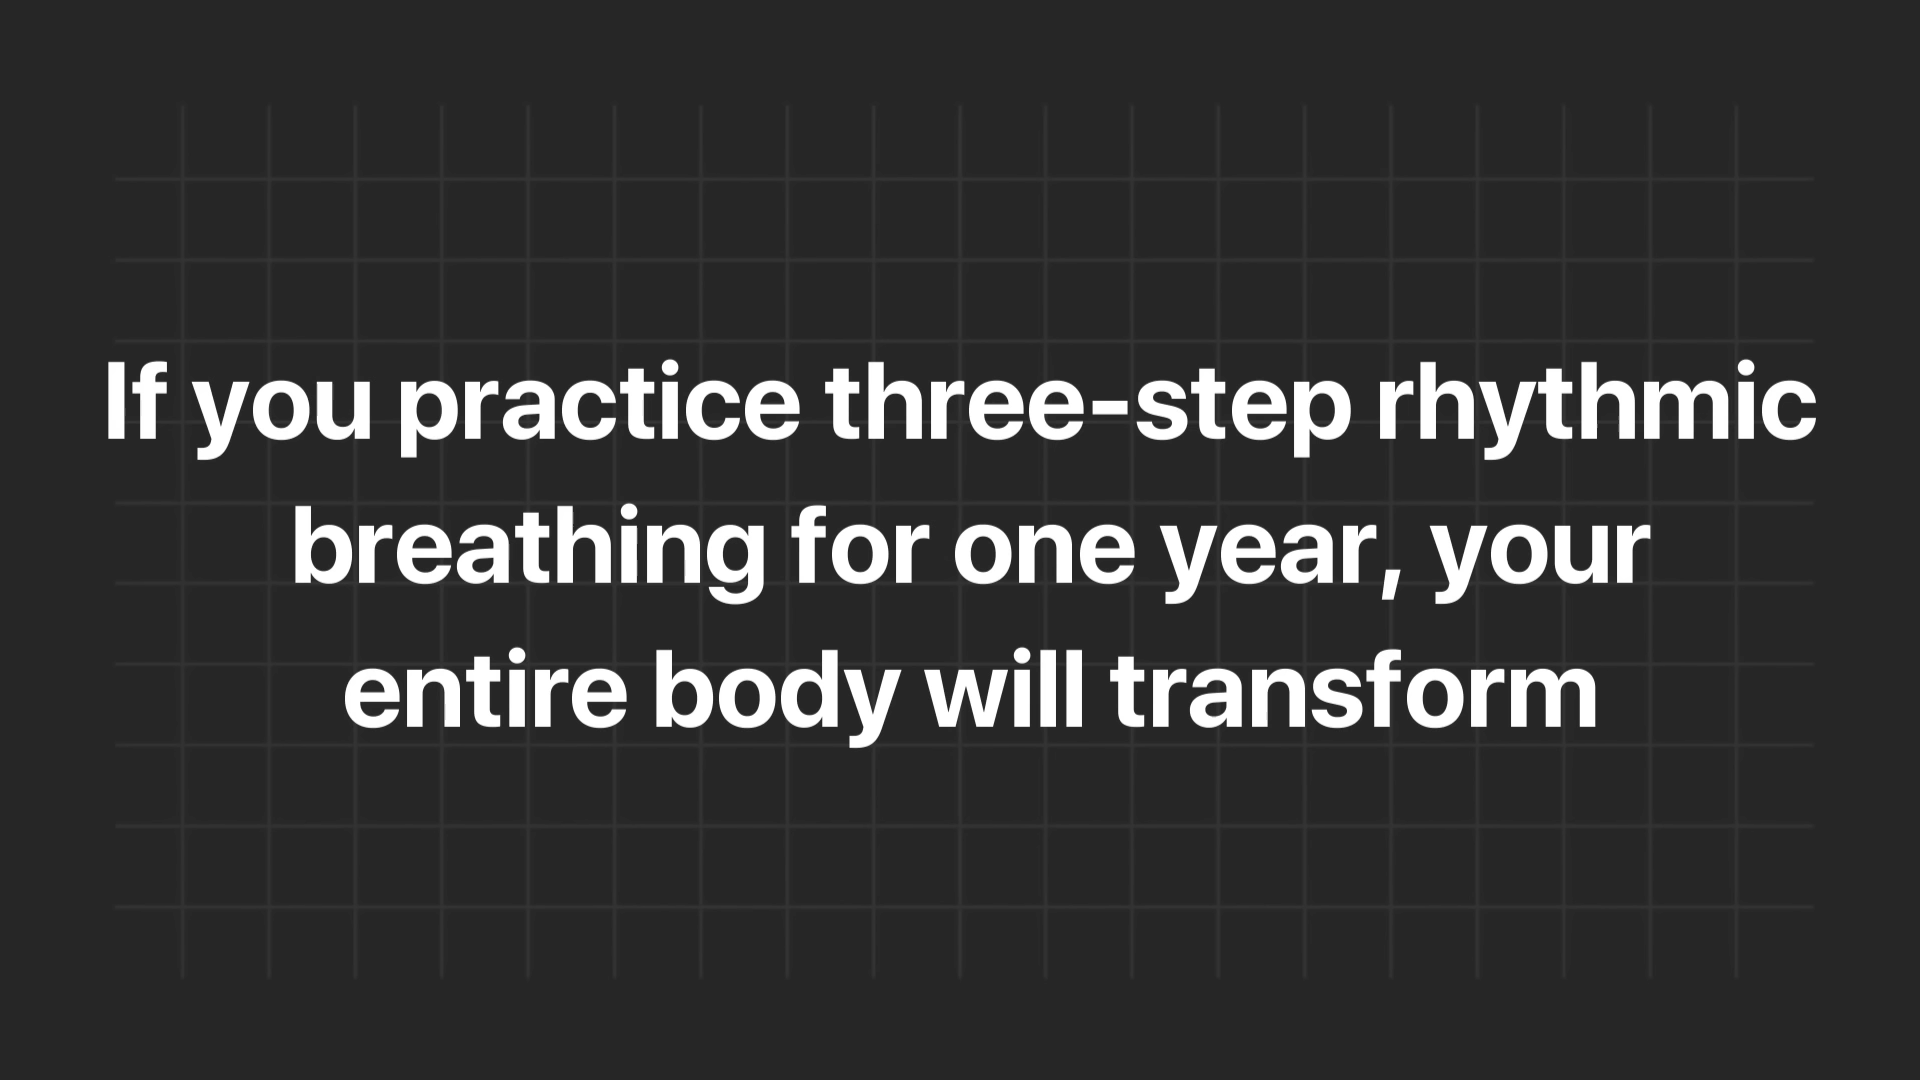 If you practice three-step rhythmic
breathing for one year, your
entire body will transform